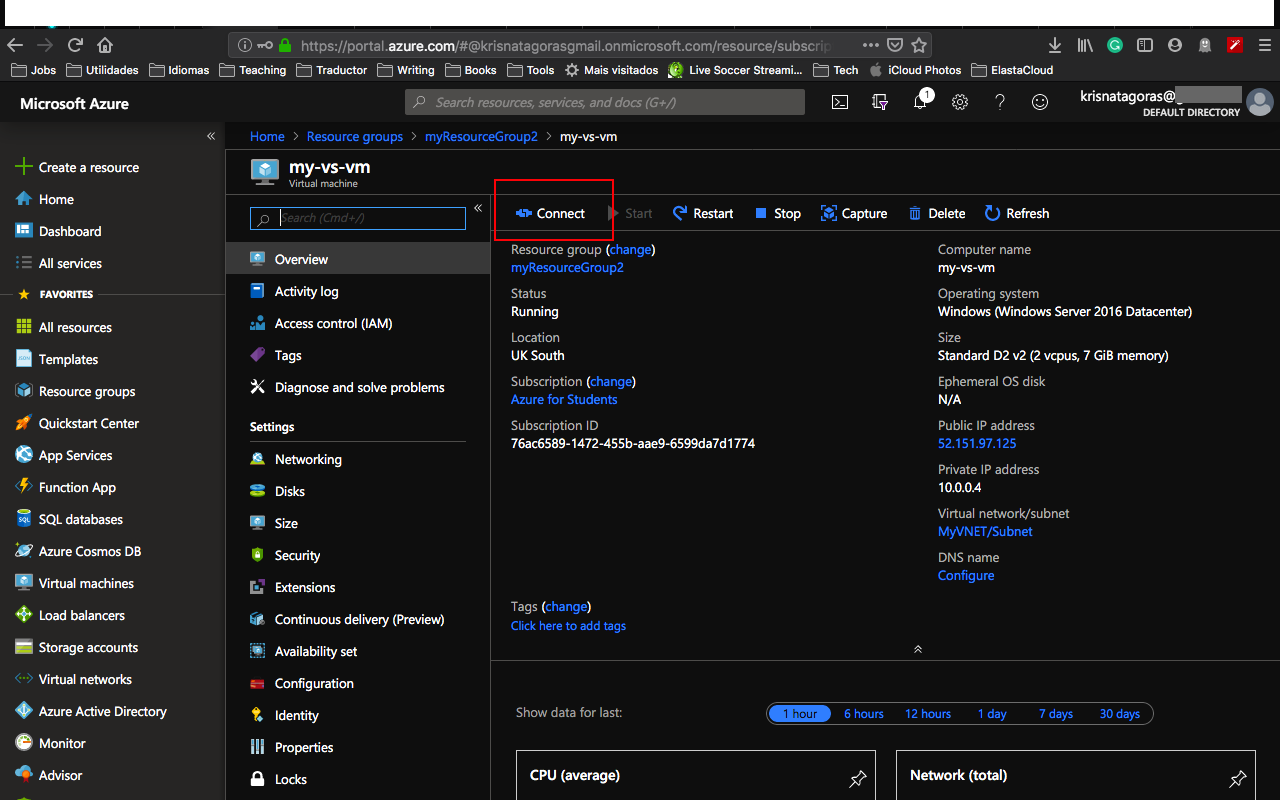 https://portal.azure.com/#@krisnatagorasgmail.onmicrosoft.com/resource/subscrip
Jobs Utilidades Idiomas Teaching Traductor Writing Books Tools Mais visitados Live Soccer Streami... Tech iCloud Photos ElastaCloud
Microsoft Azure
Search resources, services, and docs (G+/)
1
krisnatagoras@
DEFAULT DIRECTORY
Create a resource
Home
Dashboard
All services
FAVORITES
All resources
Templates
Resource groups
Quickstart Center
App Services
Function App
SQL databases
Azure Cosmos DB
Virtual machines
Load balancers
Storage accounts
Virtual networks
Azure Active Directory
Monitor
Advisor
Home > Resource groups > myResourceGroup2 > my-vs-vm
my-vs-vm
Virtual machine
Search (Cmd+/)
Overview
Activity log
Access control (IAM)
Tags
Diagnose and solve problems
Settings
Networking
Disks
Size
Security
Extensions
Continuous delivery (Preview)
Availability set
Configuration
Identity
Properties
Locks
Connect Start Restart Stop Capture Delete Refresh
Resource group (change)
myResourceGroup2
Status
Running
Location
UK South
Subscription (change)
Azure for Students
Subscription ID
76ac6589-1472-455b-aae9-6599da7d1774
Computer name
my-vs-vm
Operating system
Windows (Windows Server 2016 Datacenter)
Size
Standard D2 v2 (2 vcpus, 7 GiB memory)
Ephemeral OS disk
N/A
Public IP address
52.151.97.125
Private IP address
10.0.0.4
Virtual network/subnet
MyVNET/Subnet
DNS name
Configure
Tags (change)
Click here to add tags
Show data for last:
1 hour 6 hours 12 hours 1 day 7 days 30 days
CPU (average)
Network (total)